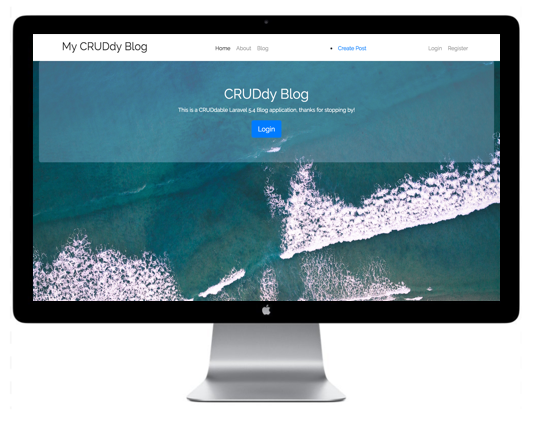 My CRUDdy Blog Home About Blog • Create Post Login Register
CRUDdy Blog
This is a CRUDdable Laravel 5.4 Blog application, thanks for stopping by!
Login